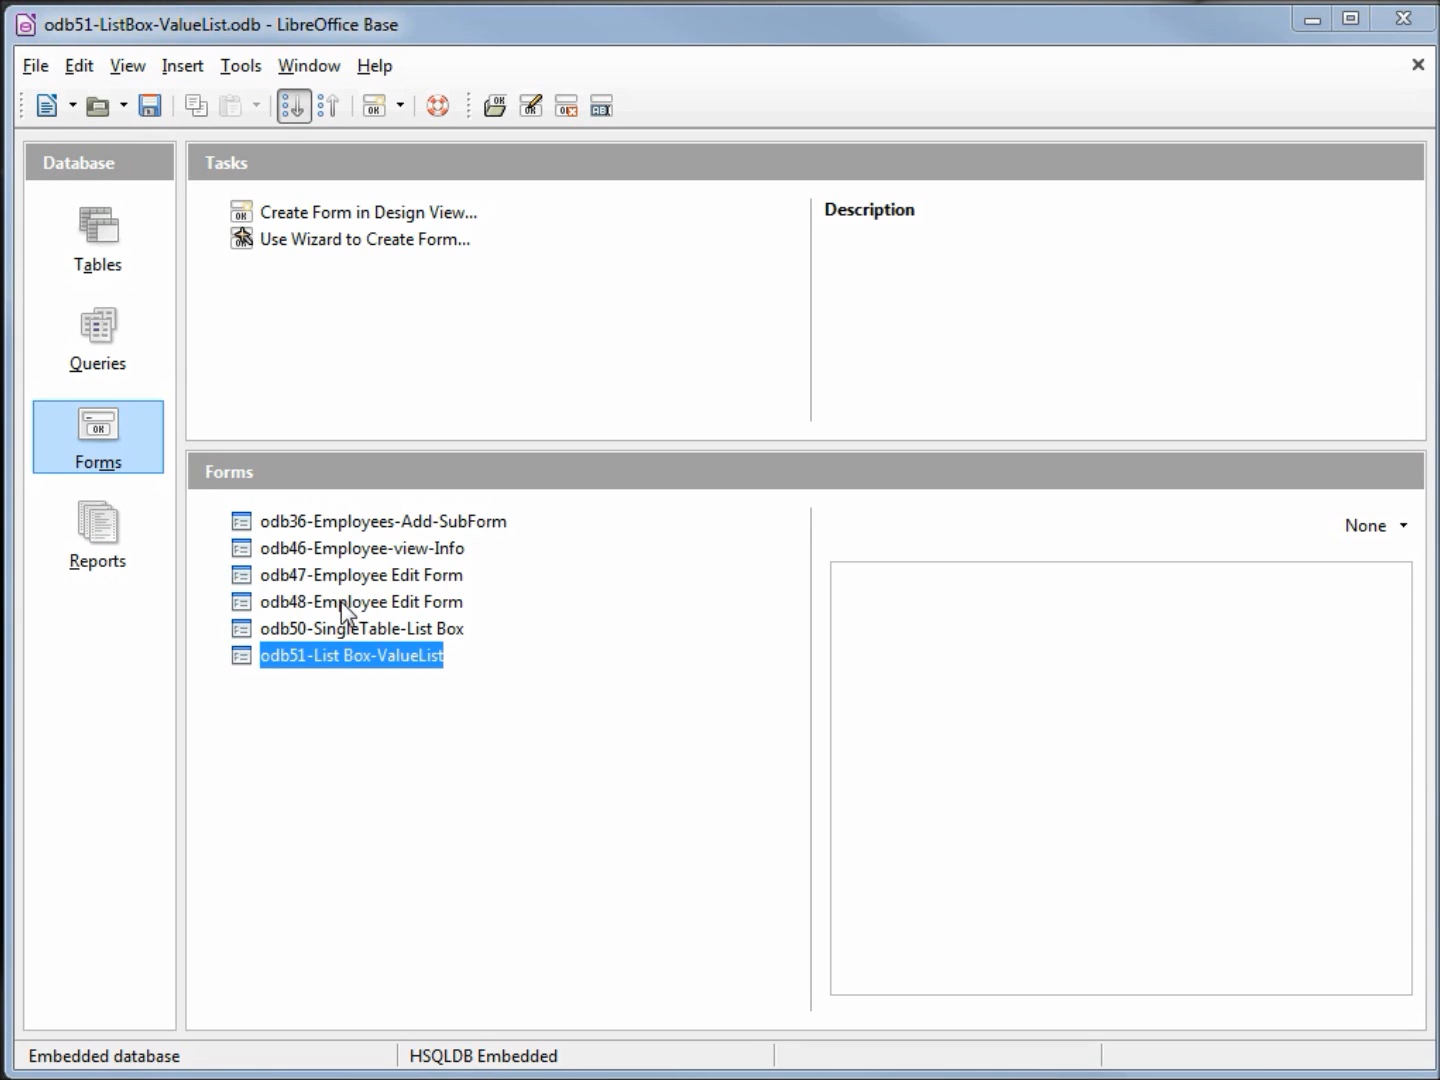 odb51-ListBox-ValueList.odb - LibreOffice Base
File Edit View Insert Tools Window Help
Database
Tasks
Tables
Queries
Forms
Reports
Create Form in Design View...
Use Wizard to Create Form...
Description
Forms
odb36-Employees-Add-SubForm
odb46-Employee-view-Info
odb47-Employee Edit Form
odb48-Employee Edit Form
odb50-SingleTable-List Box
odb51-List Box-ValueList
None
Embedded database
HSQLDB Embedded